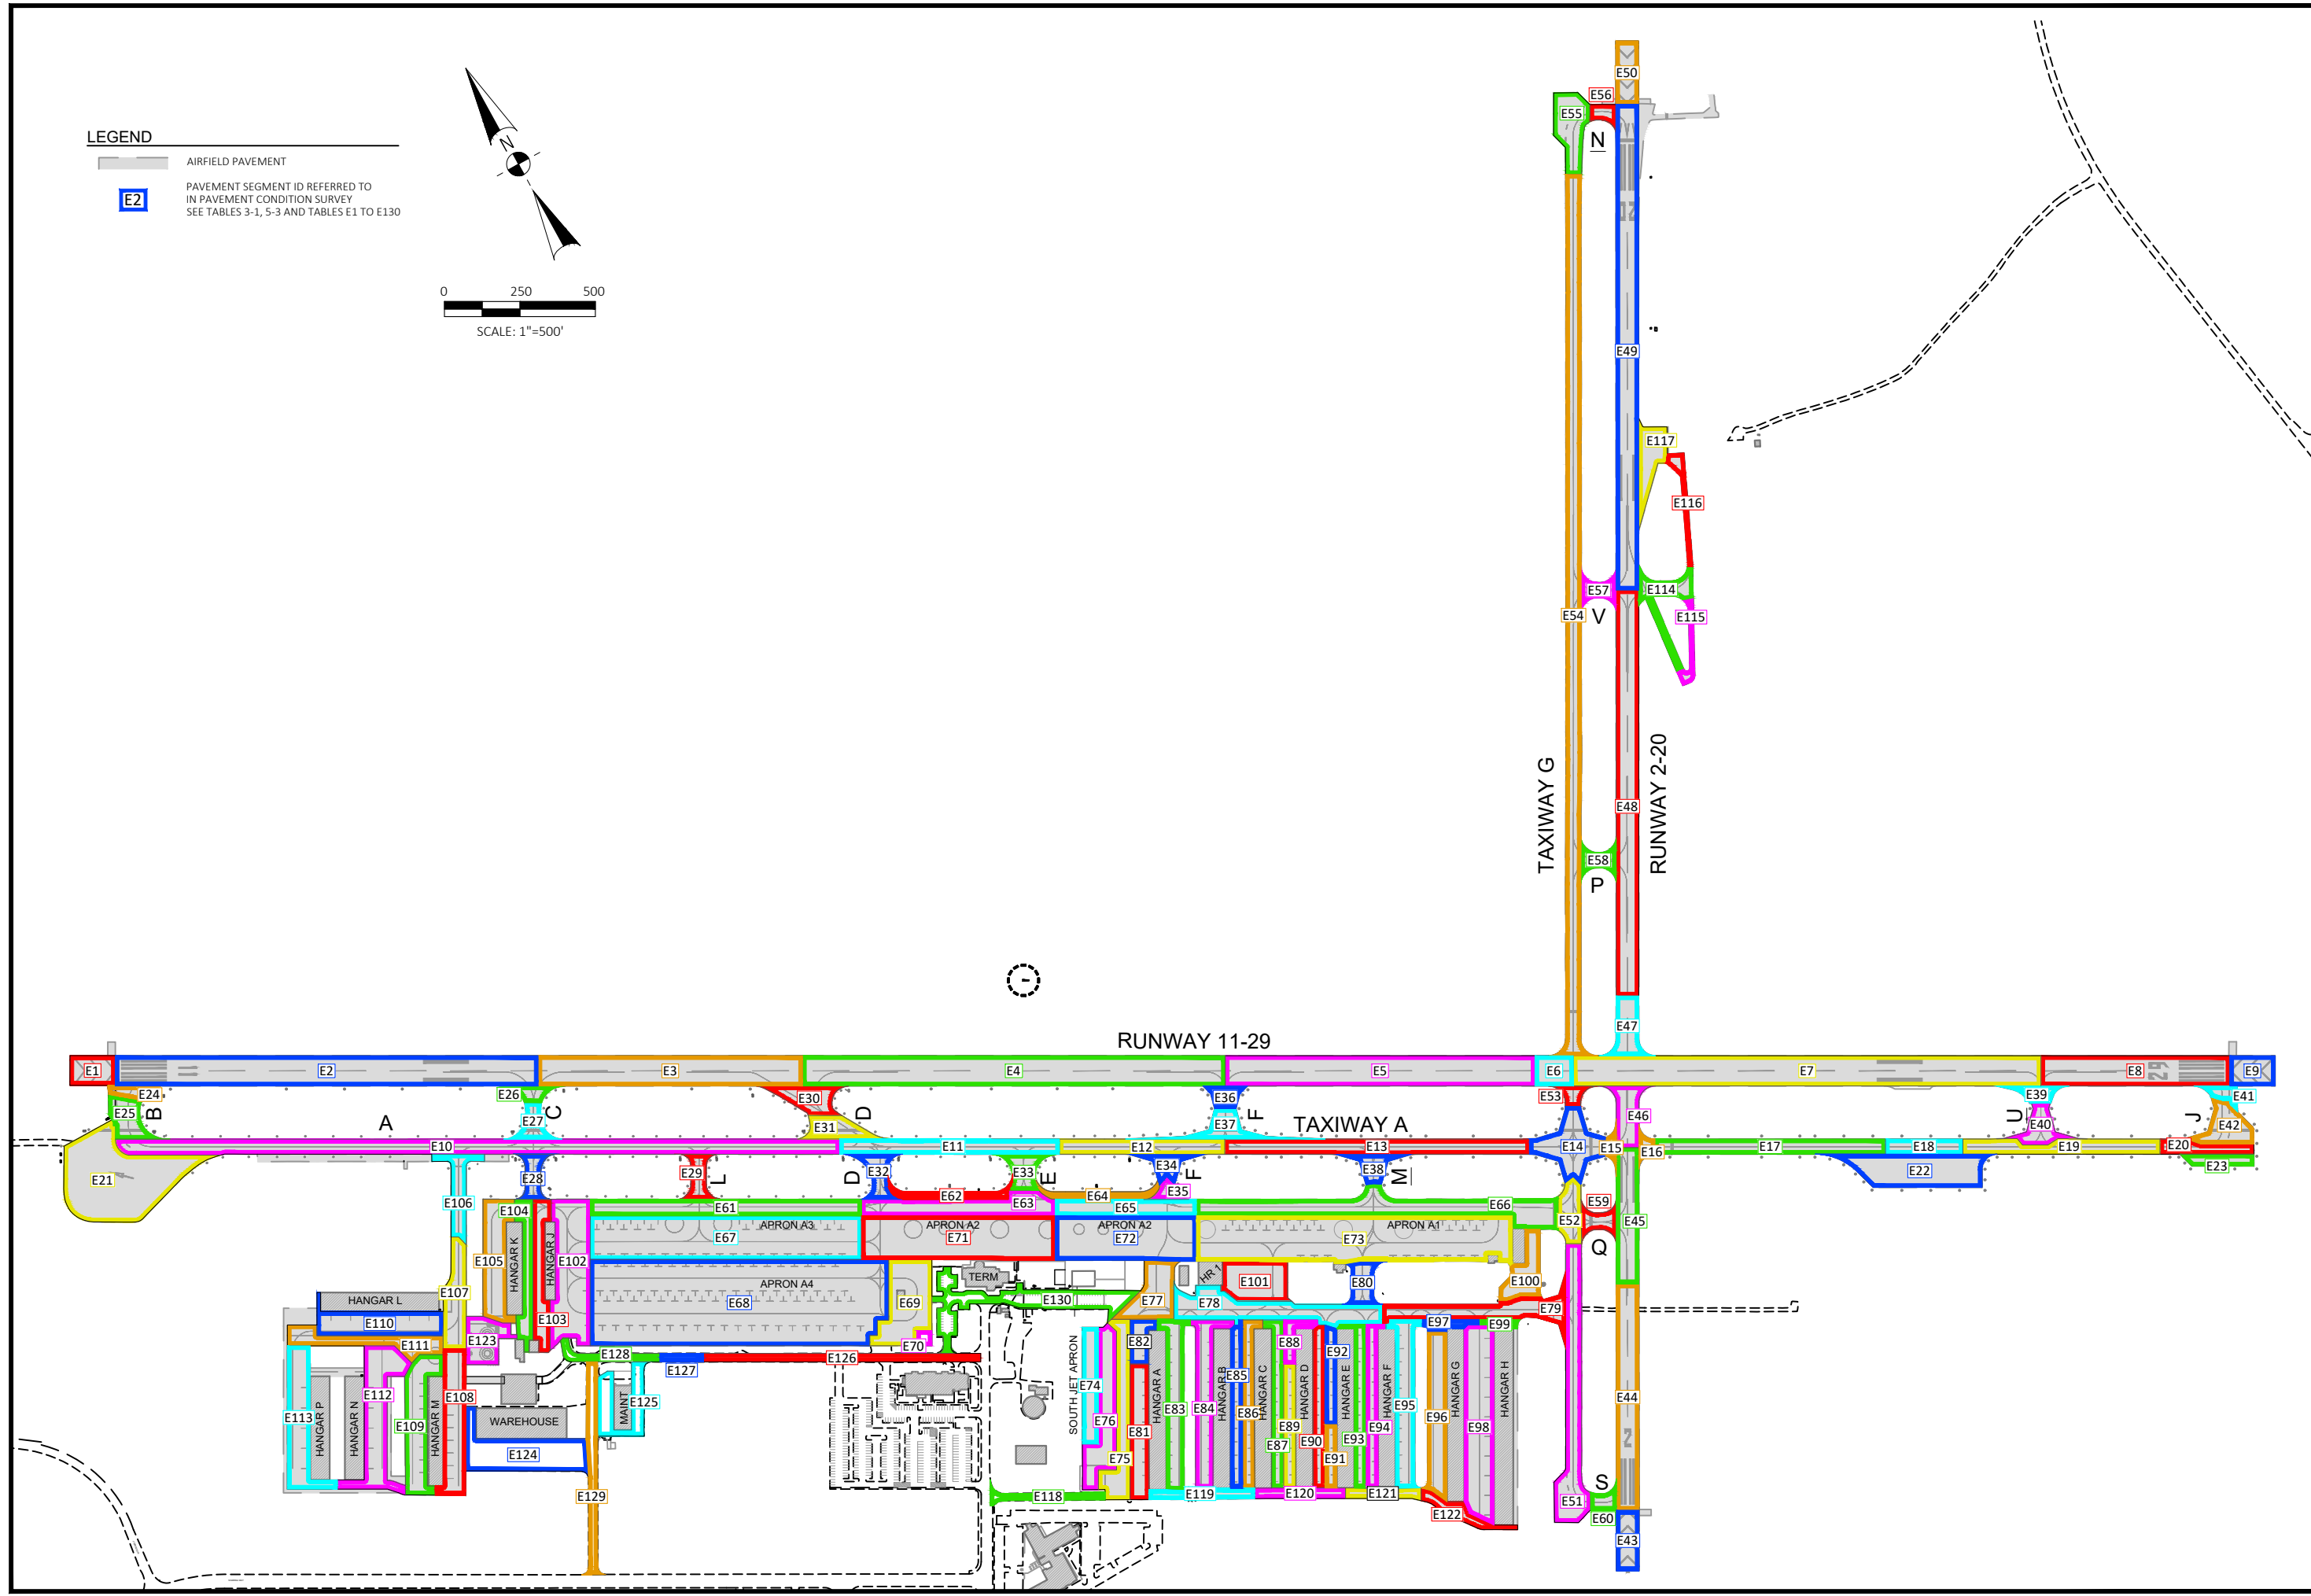 E50
E56
E55
N
LEGEND
AIRFIELD PAVEMENT
PAVEMENT SEGMENT ID REFERRED TO
IN PAVEMENT CONDITION SURVEY
SEE TABLES 3-1, 5-3 AND TABLES E1 TO E130
E2
N
20
0 250 500
SCALE: 1"=500'
E49
E117
E116
E57
E114
E54
V
E115
TAXIWAY G
RUNWAY 2-20
E48
E58
P
E47
RUNWAY 11-29
E1
E2
E3
E4
E5
E6
E7
E8
29
E9
E24
E25
B
E26
E27
C
E30
D
E31
E36
F
E37
E53
E46
E39
U
E40
E41
J
E42
A
TAXIWAY A
E10
E11
E12
E13
E14
E15
E16
E17
E18
E19
E20
E21
E22
E23
E28
E29
L
D
E32
E33
E
E34
F
E35
E38
M
E62
E63
E64
E106
E104
E61
E65
E66
E52
E59
E45
Q
APRON A3
APRON A2
APRON A2
APRON A1
E67
E71
E72
E73
E105
HANGAR K
HANGAR J
E102
E107
APRON A4
E68
E69
TERM
HR 1
E101
E80
E100
E103
HANGAR L
E110
E130
E77
E78
E79
E111
E123
E70
E128
E127
E126
E82
E97
E99
E88
E92
E113
HANGAR P
HANGAR N
E112
E109
HANGAR M
E108
WAREHOUSE
E124
MAINT
E125
E129
SOUTH JET APRON
E74
E76
E75
E81
HANGAR A
E83
E84
HANGAR B
E85
E86
HANGAR C
E87
E89
HANGAR D
E90
E91
HANGAR E
E93
E94
HANGAR F
E95
E96
HANGAR G
E98
HANGAR H
E44
2
E118
E119
E120
E121
E122
E51
S
E60
E43